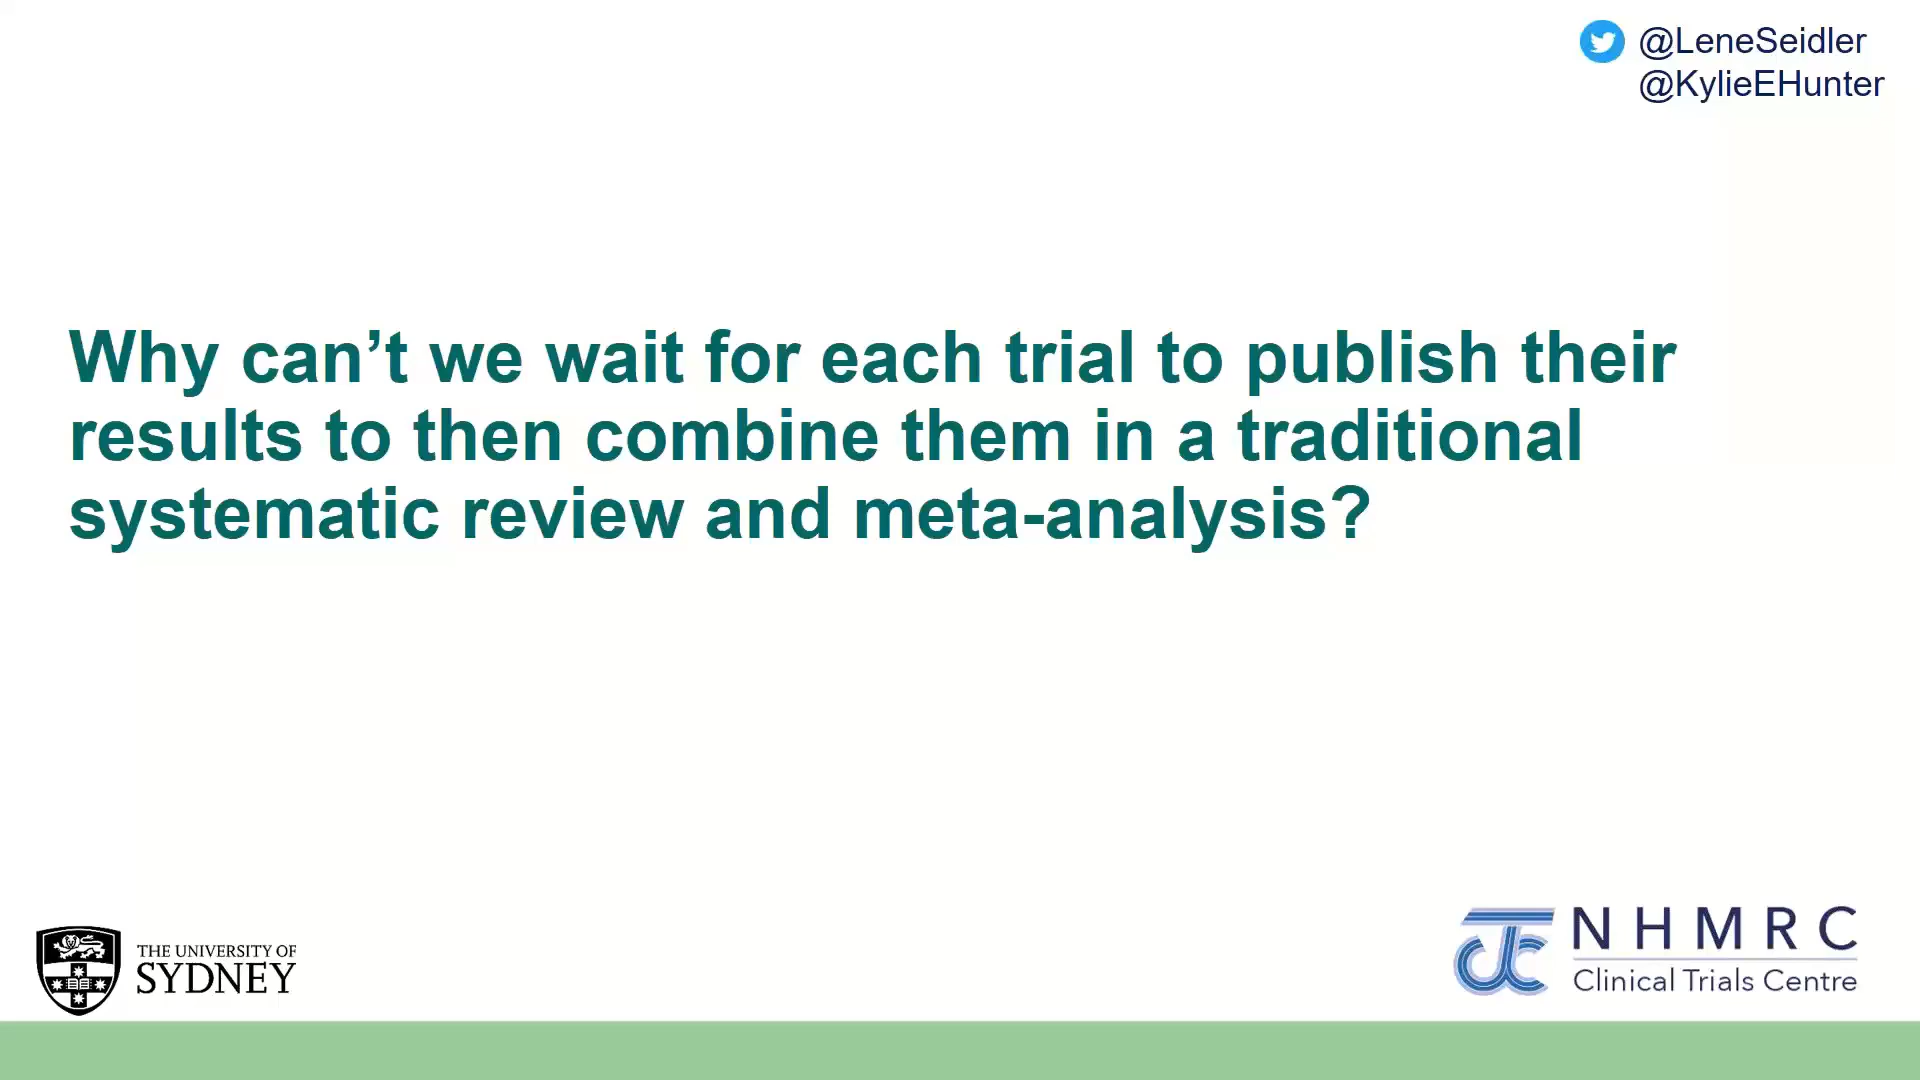 @LeneSeidler
@KylieEHunter
Why can’t we wait for each trial to publish their
results to then combine them in a traditional
systematic review and meta-analysis?
THE UNIVERSITY OF
SYDNEY
NHMRC
Clinical Trials Centre